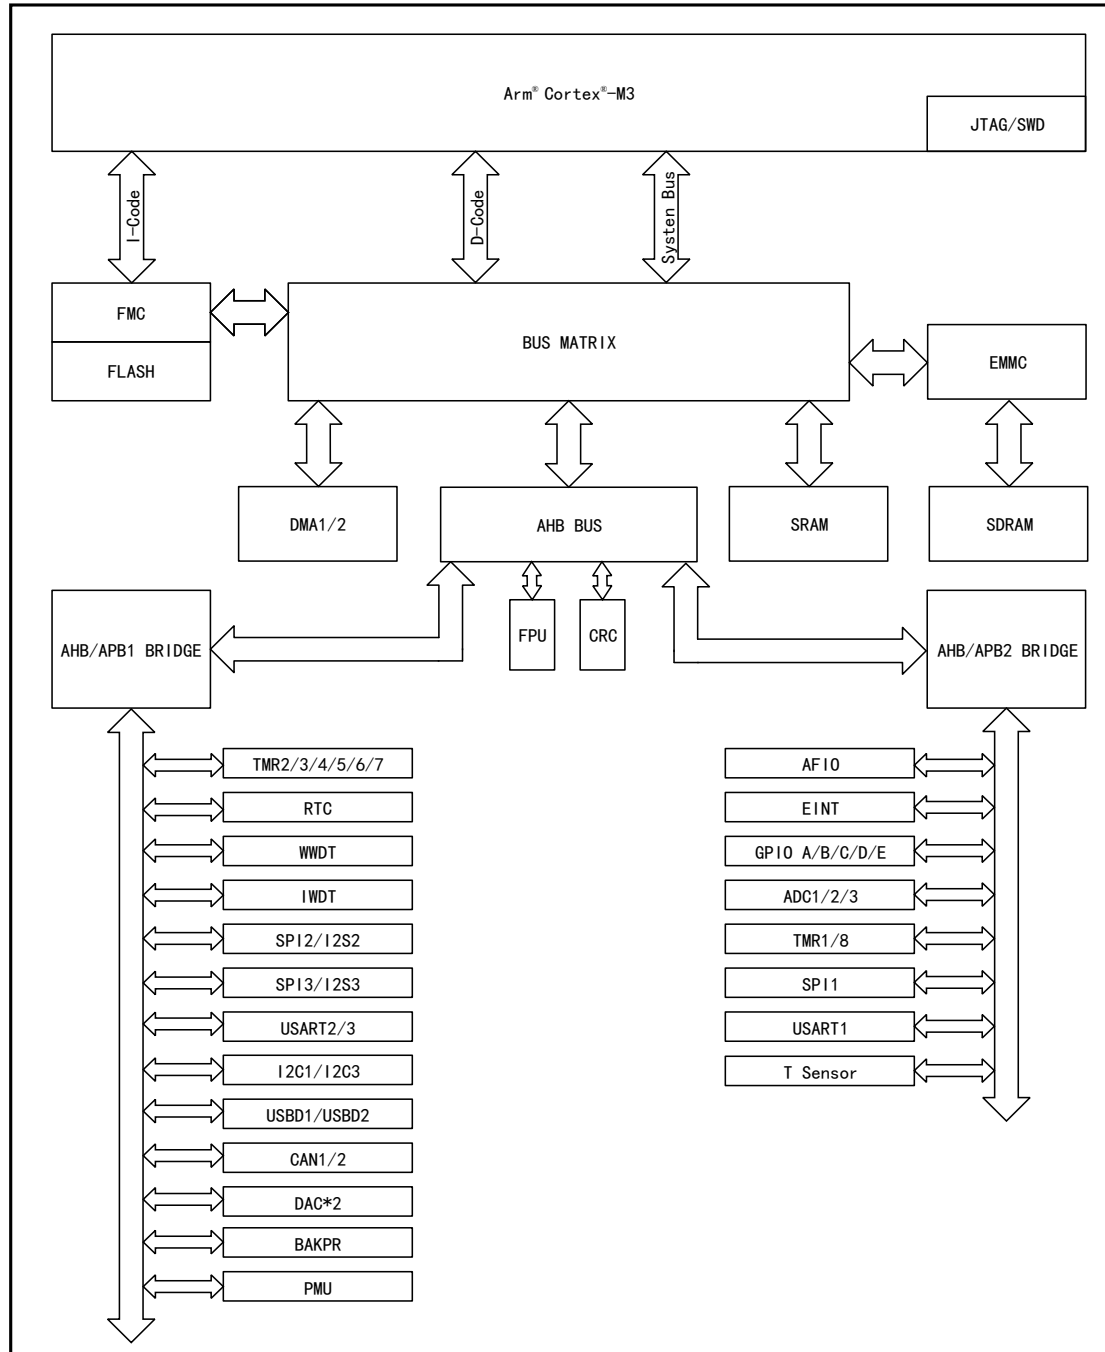 Arm® Cortex®-M3
JTAG/SWD
I-Code
D-Code
Systen Bus
FMC
FLASH
BUS MATRIX
EMMC
DMA1/2
AHB BUS
SRAM
SDRAM
FPU
CRC
AHB/APB1 BRIDGE
AHB/APB2 BRIDGE
TMR2/3/4/5/6/7
RTC
WWDT
IWDT
SPI2/I2S2
SPI3/I2S3
USART2/3
I2C1/I2C3
USBD1/USBD2
CAN1/2
DAC*2
BAKPR
PMU
AFIO
EINT
GPIO A/B/C/D/E
ADC1/2/3
TMR1/8
SPI1
USART1
T Sensor